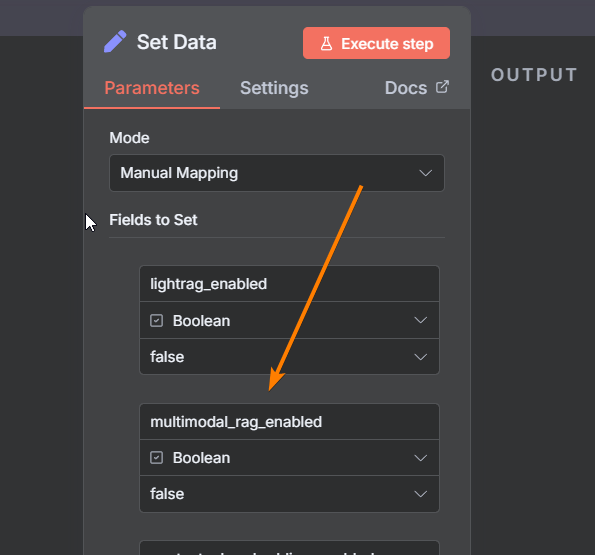 Set Data
Execute step
OUTPUT
Parameters
Settings
Docs
Mode
Manual Mapping
Fields to Set
lightrag_enabled
Boolean
false
multimodal_rag_enabled
Boolean
false